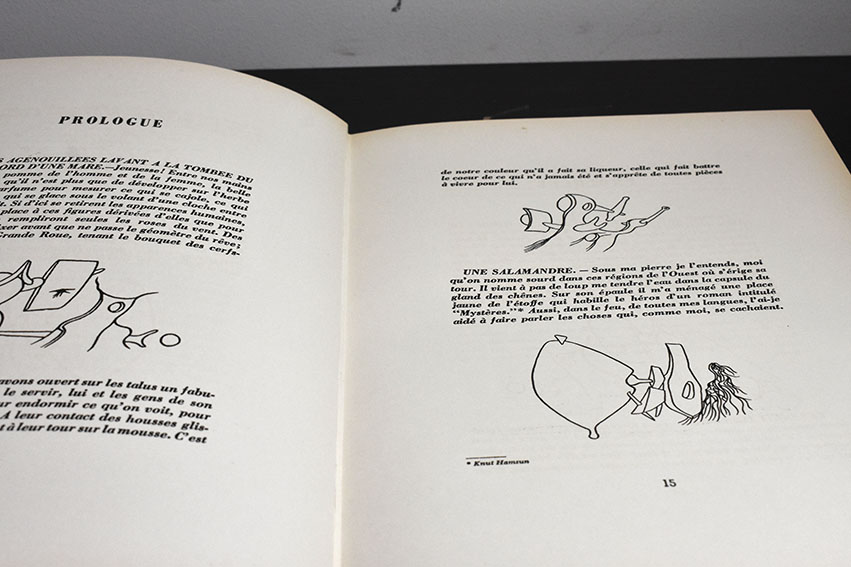 PROLOGUE
AGENOUILLEES LAVANT A LA TOMBEE DU
BORD D'UNE MARE.—Jeunesse! Entre nos mains
pomme de l'homme et de la femme, la belle
qu'il n'est plus que de développer sur l'herbe
parfume pour mesurer ce qui se cajole, ce qui
qui se glace sous le volant d'une cloche entre
Si d'ici se retirent les apparences humaines,
place à ces figures dérivées d'elles que pour
rempliront seules les roses du vent. Des
avant que ne passe le géomètre du rêve:
Grande Roue, tenant le bouquet des cerfs-
avons ouvert sur les talus un fabu-
le servir, lui et les gens de son
endormir ce qu'on voit, pour
A leur contact des housses glis-
à leur tour sur la mousse. C'est
de notre couleur qu'il a fait sa liqueur, celle qui fait battre
le coeur de ce qui n'a jamais été et s'apprête de toutes pièces
à vivre pour lui.
UNE SALAMANDRE. — Sous ma pierre je l'entends, moi
qu'on nomme sourd dans ces régions de l'Ouest où s'érige sa
tour. Il vient à pas de loup me tendre l'eau dans la capsule du
gland des chênes. Sur son épaule il m'a ménagé une place
jaune de l'étoffe qui habille le héros d'un roman intitulé
"Mystères."* Aussi, dans le feu, de toutes mes langues, l'ai-je
aidé à faire parler les choses qui, comme moi, se cachaient.
* Knut Hamsun
15